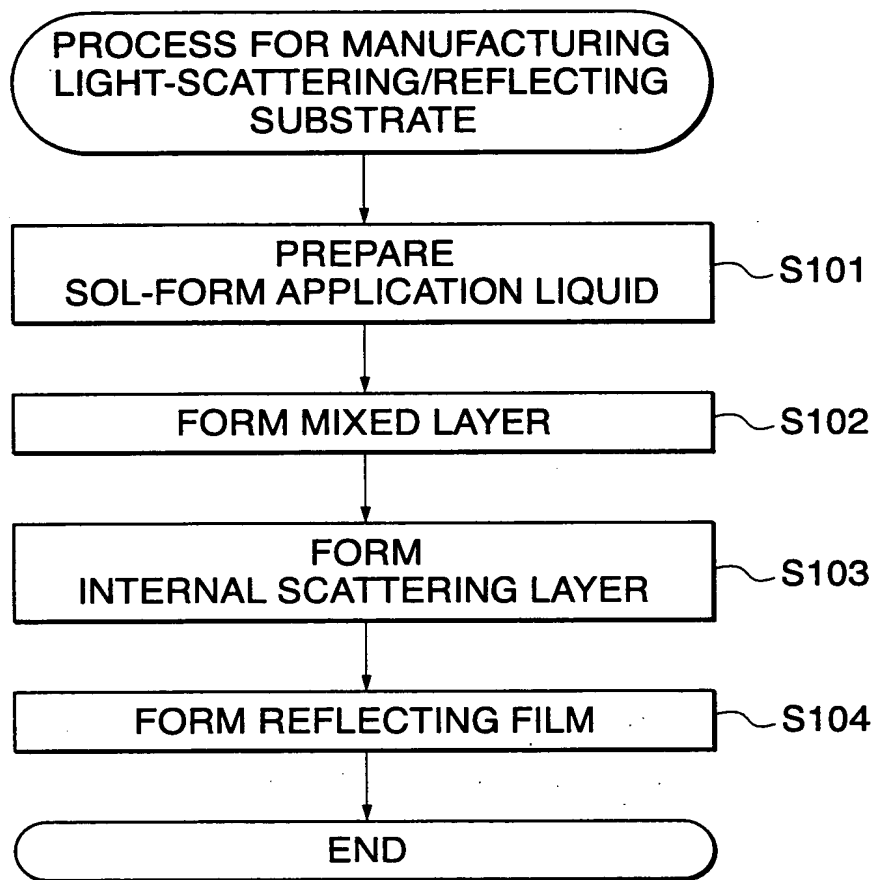 PROCESS FOR MANUFACTURING
LIGHT-SCATTERING/REFLECTING
SUBSTRATE
PREPARE
SOL-FORM APPLICATION LIQUID
S101
FORM MIXED LAYER
S102
FORM
INTERNAL SCATTERING LAYER
S103
FORM REFLECTING FILM
S104
END